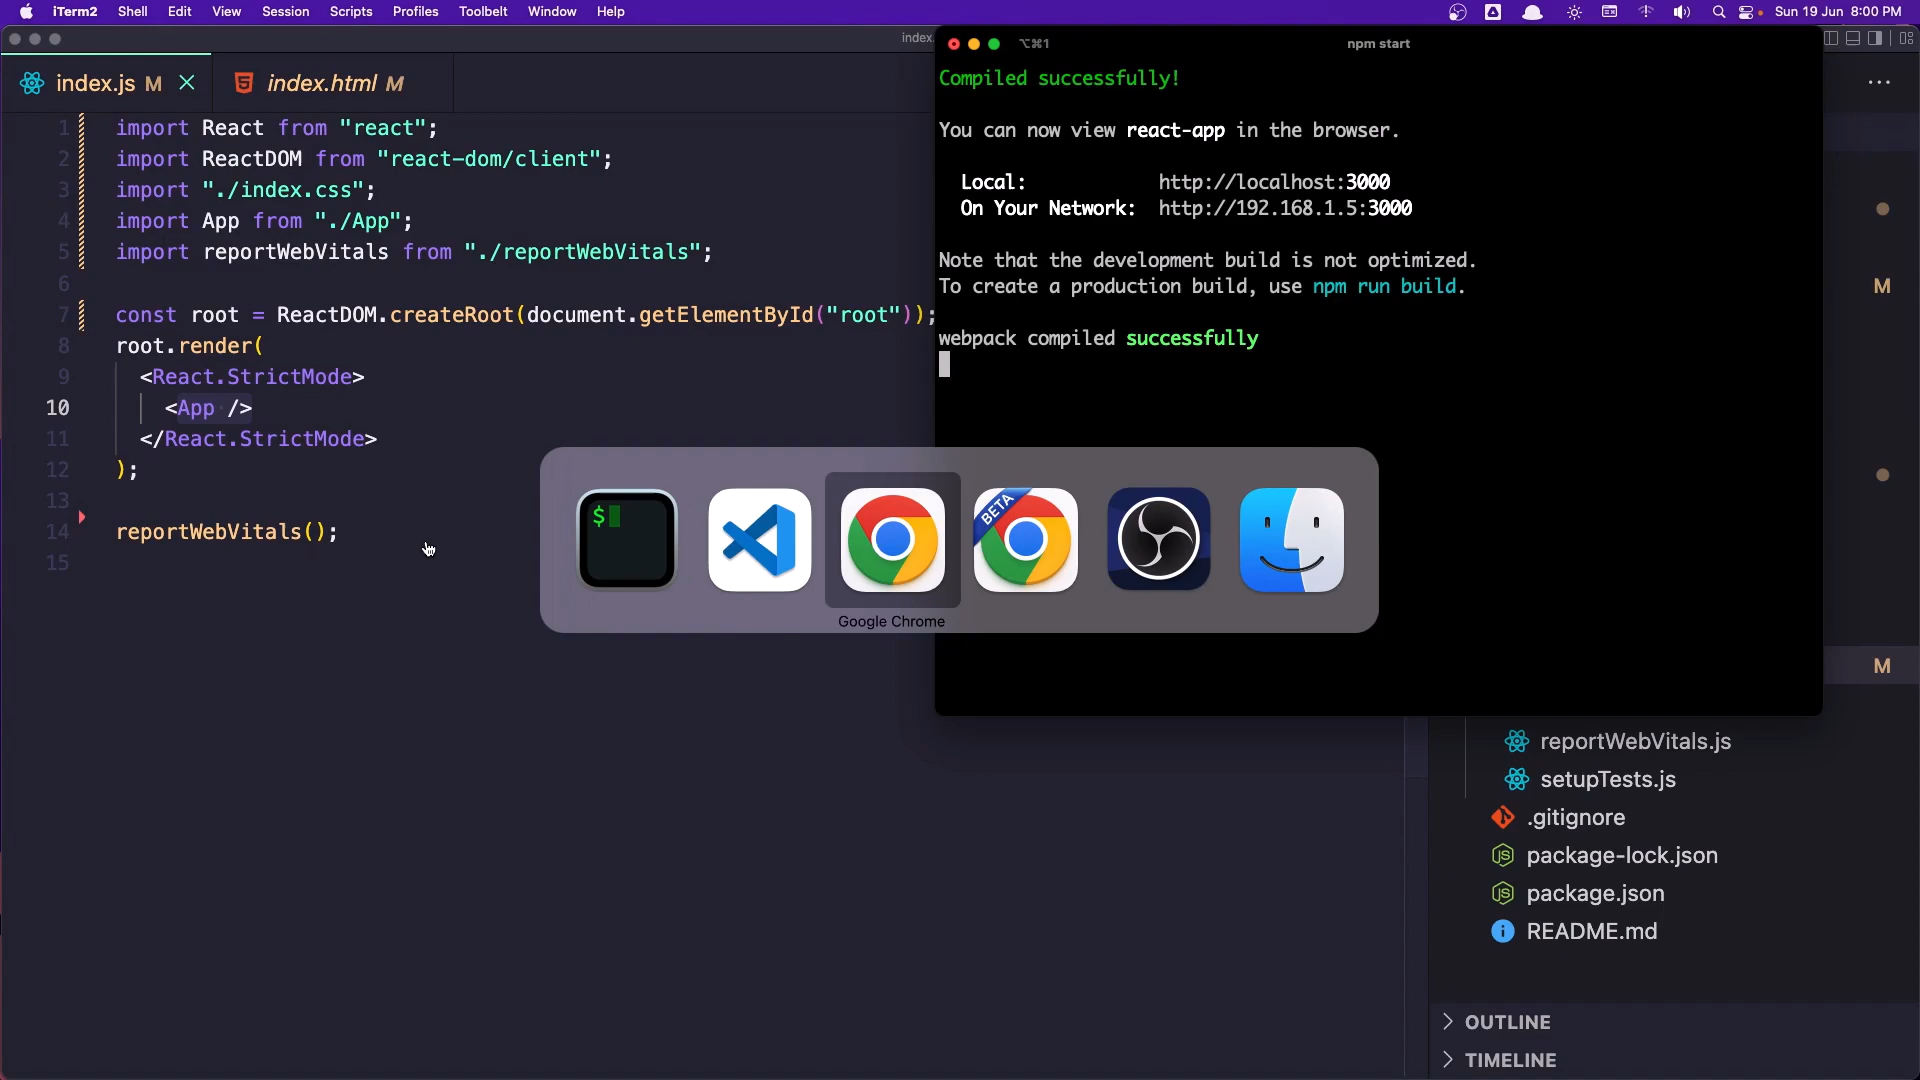 iTerm2 Shell Edit View Session Scripts Profiles Toolbelt Window Help Sun 19 Jun 8:00 PM
index.
⌥⌘1 npm start
index.js M
index.html M
1 import React from "react";
2 import ReactDOM from "react-dom/client";
3 import "./index.css";
4 import App from "./App";
5 import reportWebVitals from "./reportWebVitals";
6
7 const root = ReactDOM.createRoot(document.getElementById("root"));
8 root.render(
9 <React.StrictMode>
10 <App />
11 </React.StrictMode>
12 );
13
14 reportWebVitals();
15
Compiled successfully!
You can now view react-app in the browser.
Local: http://localhost:3000
On Your Network: http://192.168.1.5:3000
Note that the development build is not optimized.
To create a production build, use npm run build.
webpack compiled successfully
$
BETA
Google Chrome
M
M
reportWebVitals.js
setupTests.js
.gitignore
package-lock.json
package.json
README.md
OUTLINE
TIMELINE